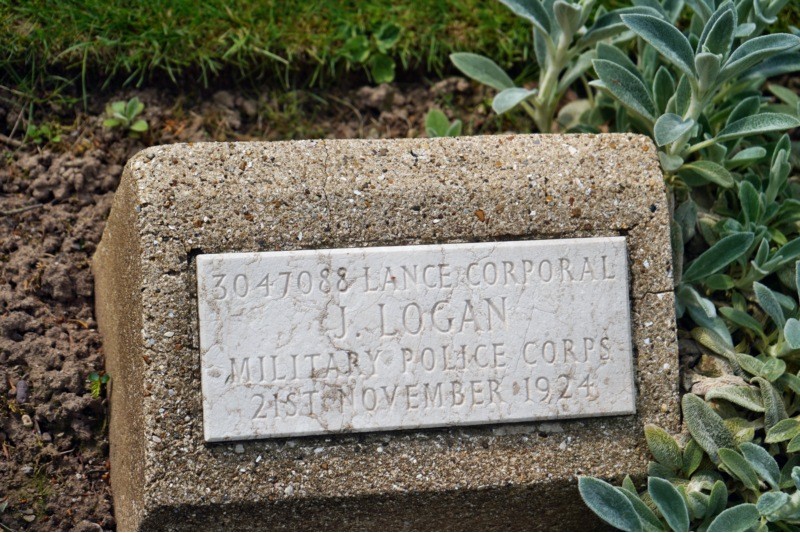 3047088 LANCE CORPORAL
J. LOGAN
MILITARY POLICE CORPS
21ST NOVEMBER 1924